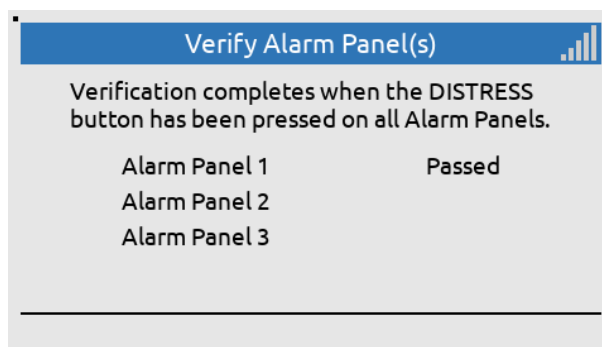 Verify Alarm Panel(s)
Verification completes when the DISTRESS
button has been pressed on all Alarm Panels.
Alarm Panel 1 Passed
Alarm Panel 2
Alarm Panel 3